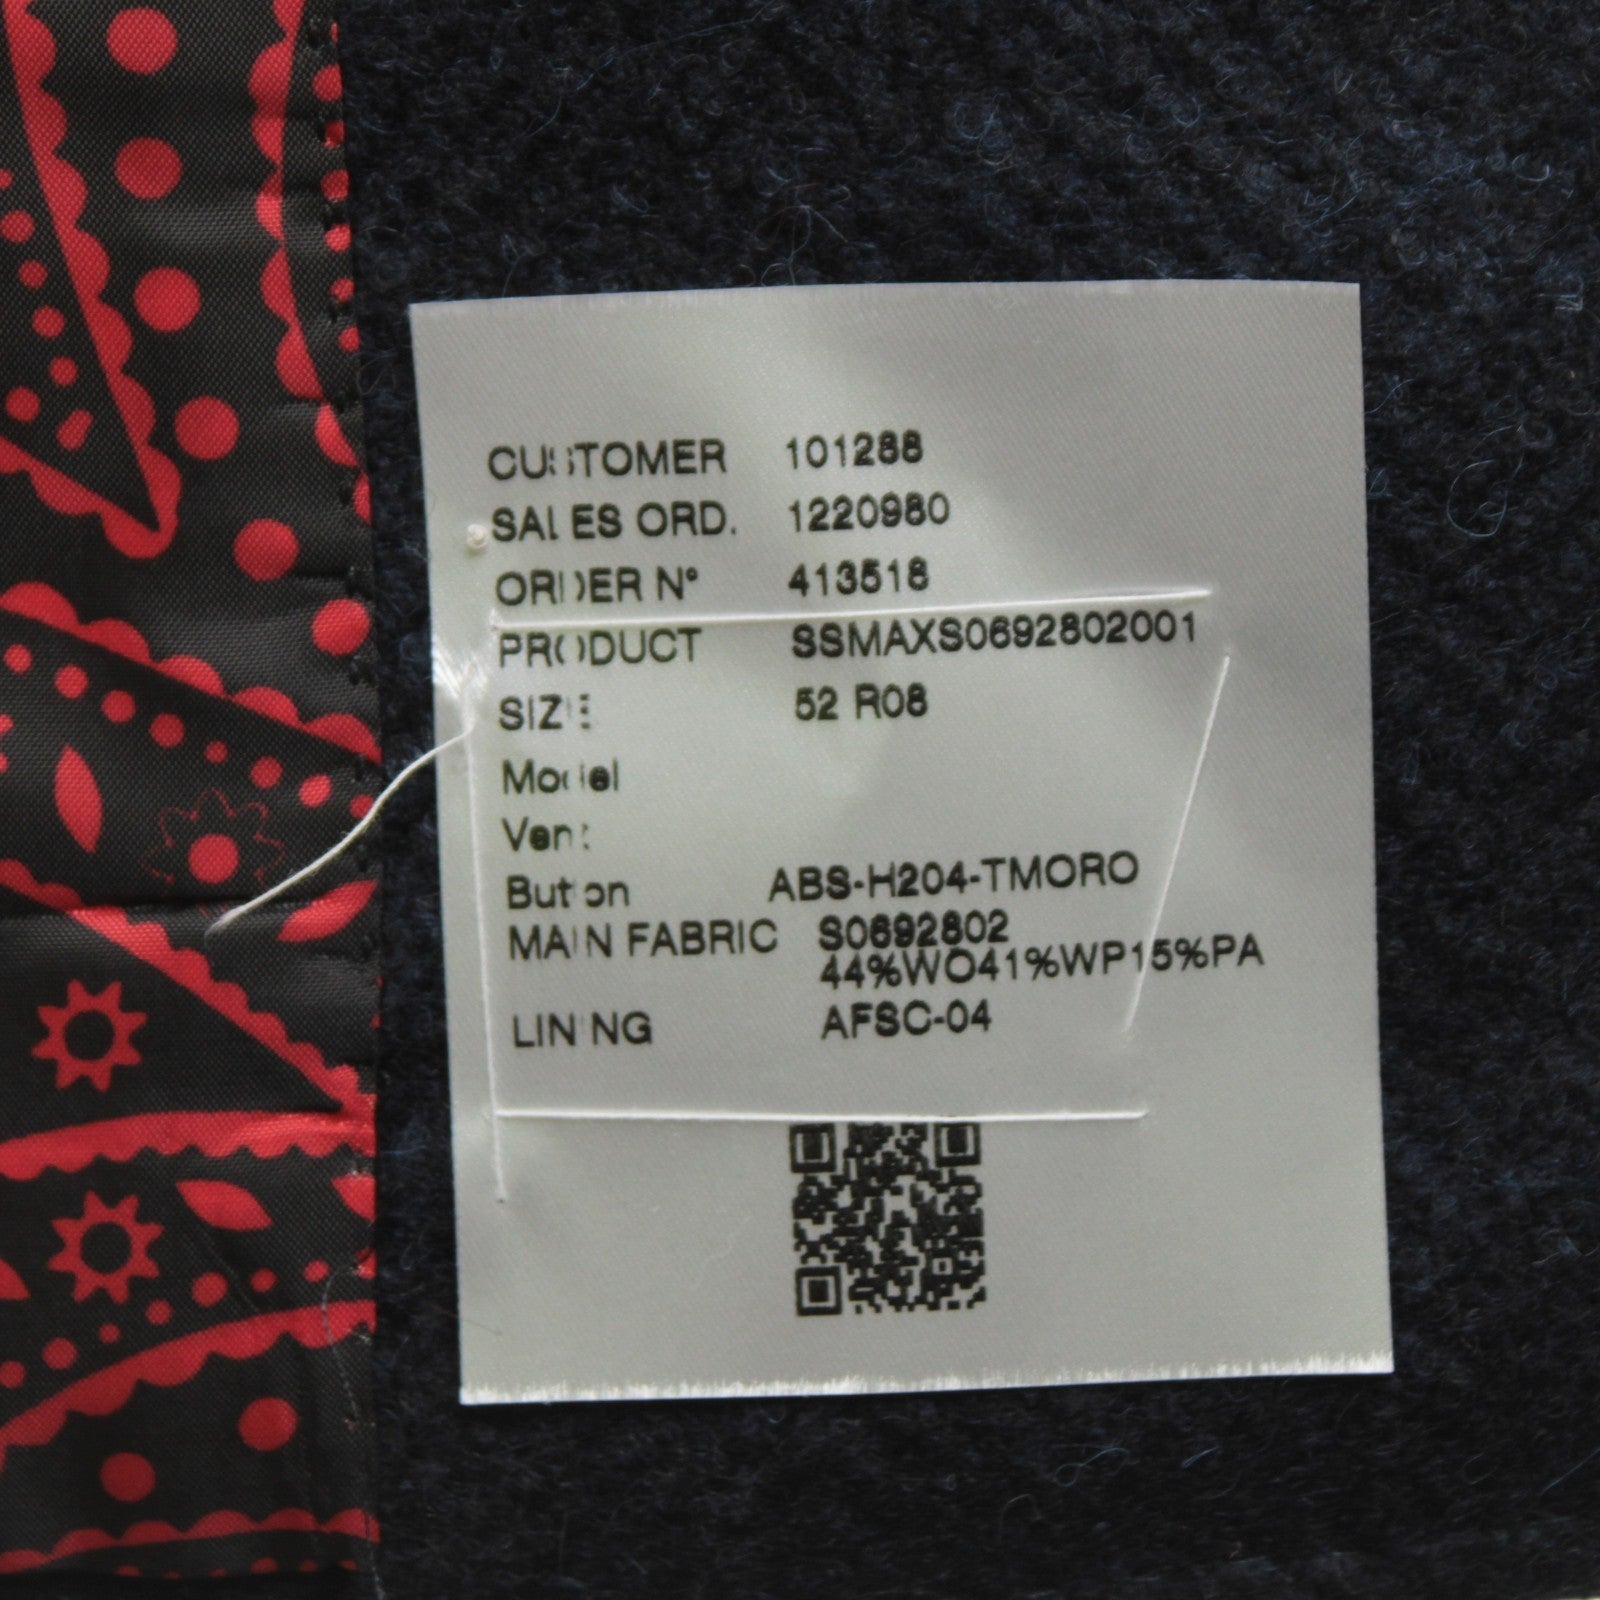 CUSTOMER 101288
SALES ORD. 1220980
ORDER N° 413518
PRODUCT SSMAXS0692802001
SIZE 52 R08
Model
Vent
Button ABS-H204-TMORO
MAIN FABRIC S0692802
44%WO41%WP15%PA
LINING AFSC-04